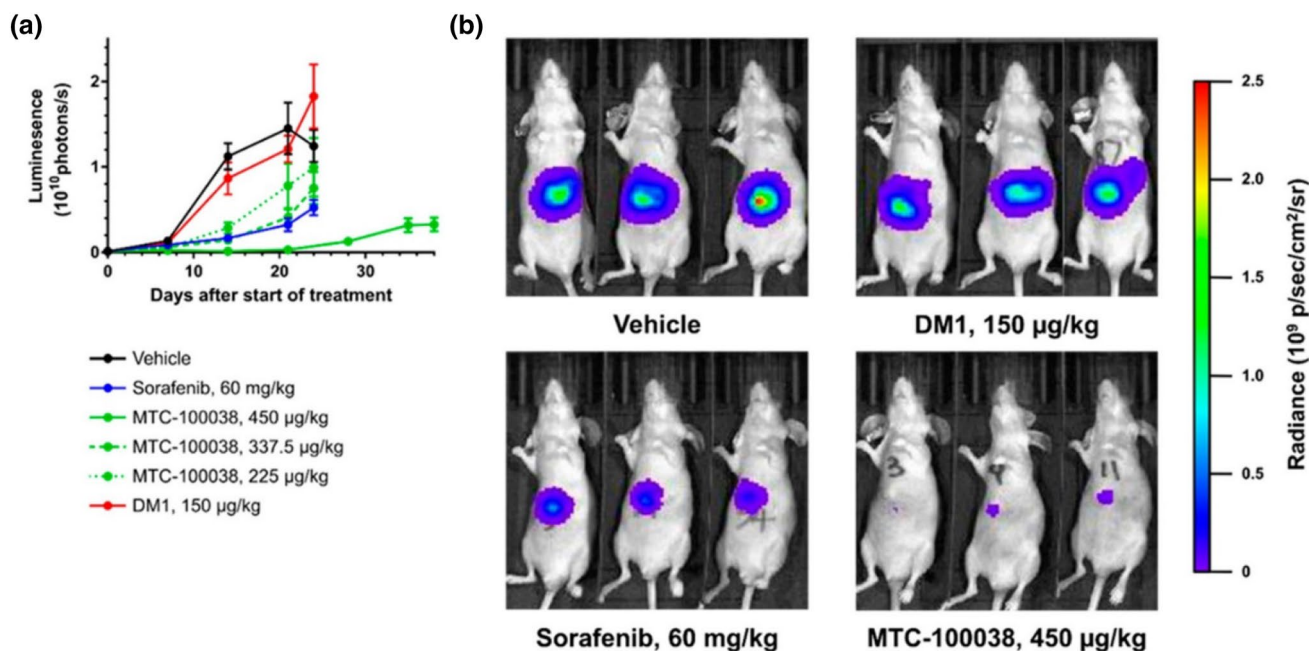 (a)
2
1
0
0
10
20
30
Luminesence
(10¹⁰photons/s)
Days after start of treatment
Vehicle
Sorafenib, 60 mg/kg
MTC-100038, 450 µg/kg
MTC-100038, 337.5 µg/kg
MTC-100038, 225 µg/kg
DM1, 150 µg/kg
(b)
Vehicle
DM1, 150 µg/kg
3
11
Sorafenib, 60 mg/kg
MTC-100038, 450 µg/kg
2.5
2.0
1.5
1.0
0.5
0
Radiance (10⁹ p/sec/cm²/sr)